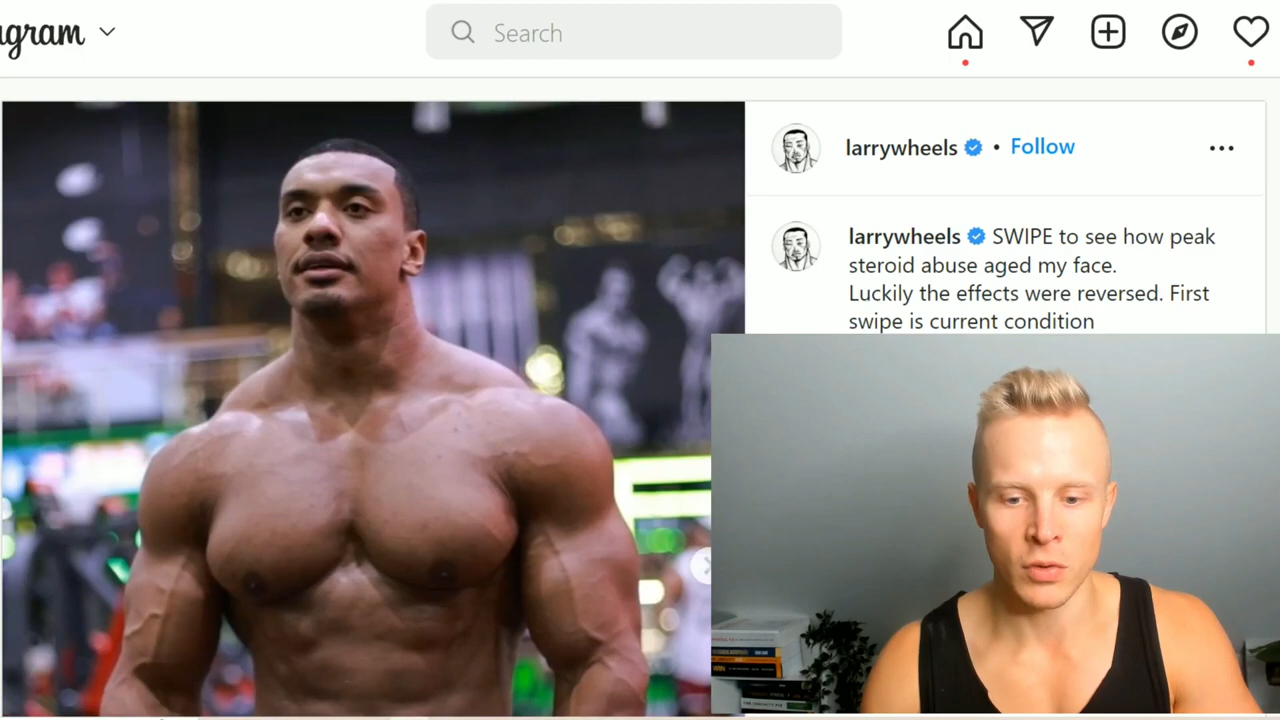 agram
Search
larrywheels • Follow
larrywheels SWIPE to see how peak
steroid abuse aged my face.
Luckily the effects were reversed. First
swipe is current condition